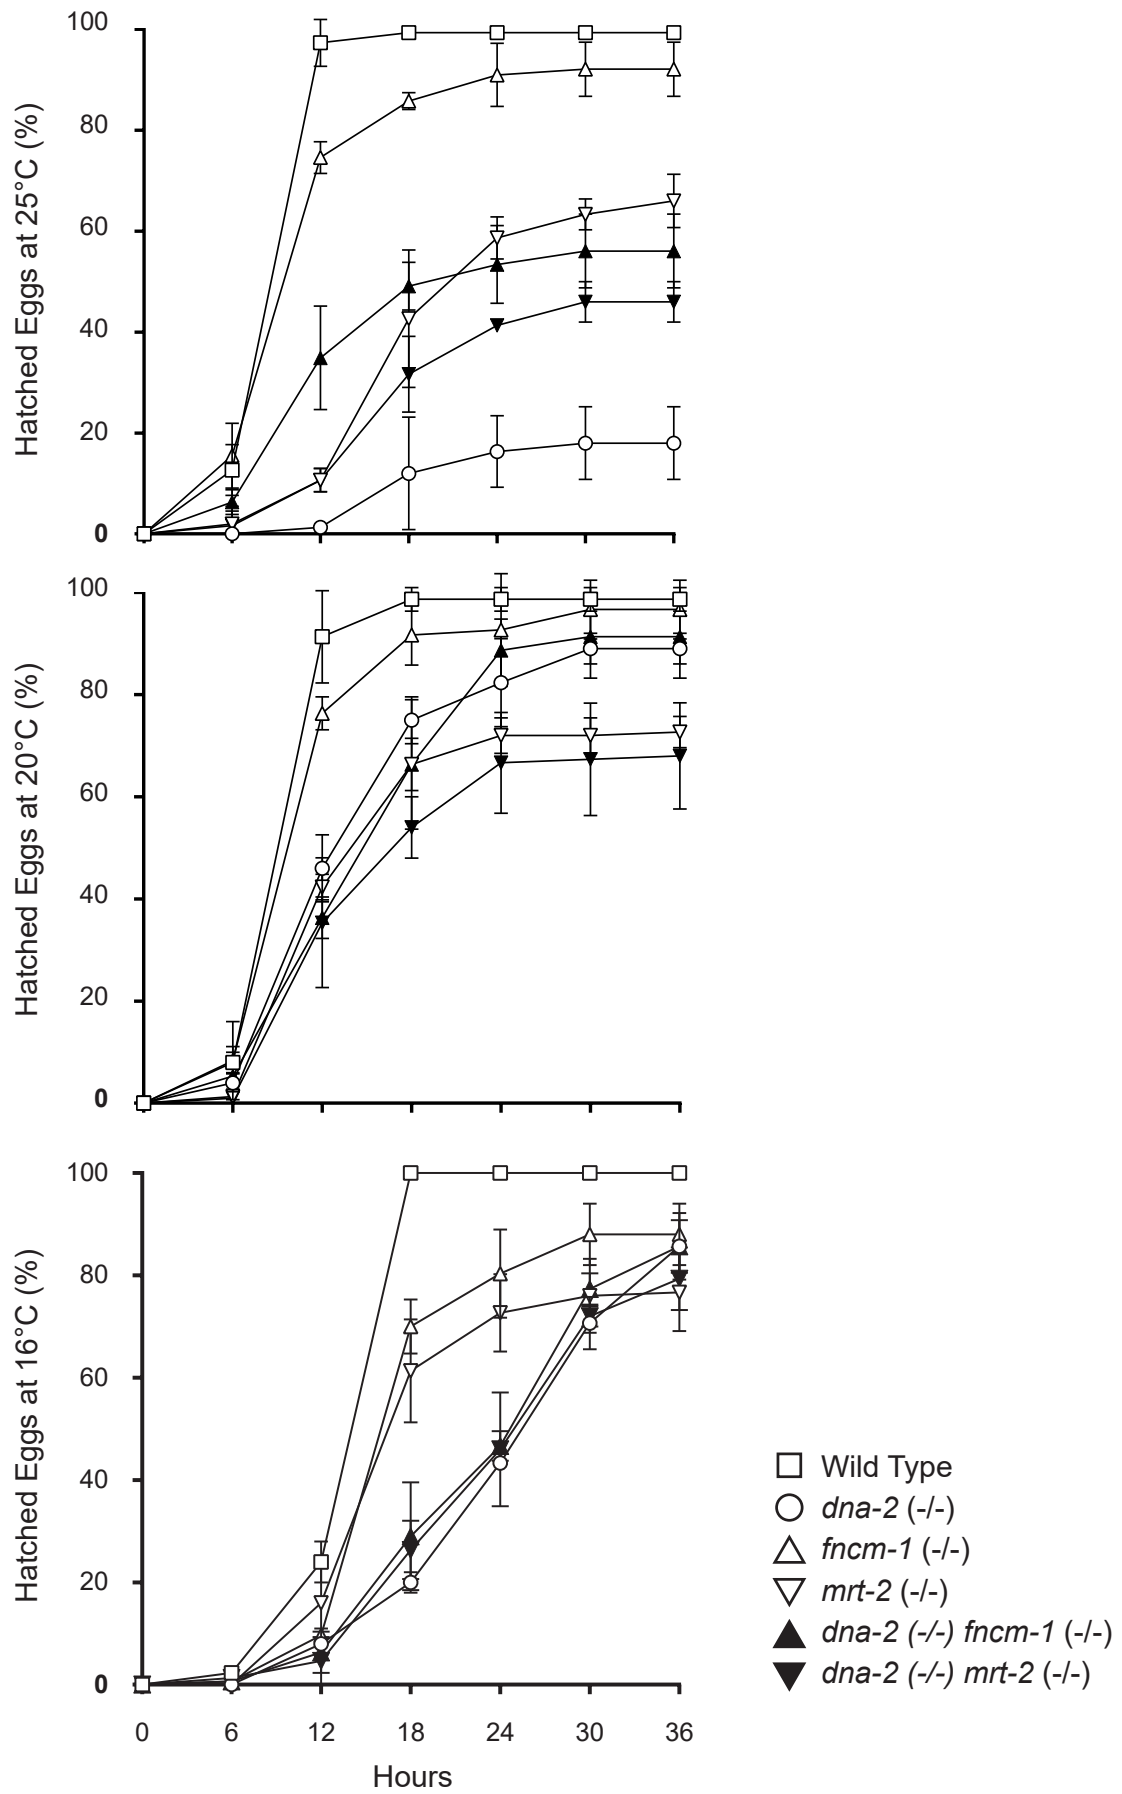 Hatched Eggs at 25°C (%)
100
80
60
40
20
0
Hatched Eggs at 20°C (%)
100
80
60
40
20
0
Hatched Eggs at 16°C (%)
100
80
60
40
20
0
0 6 12 18 24 30 36
Hours
Wild Type
dna-2 (-/-)
fncm-1 (-/-)
mrt-2 (-/-)
dna-2 (-/-) fncm-1 (-/-)
dna-2 (-/-) mrt-2 (-/-)